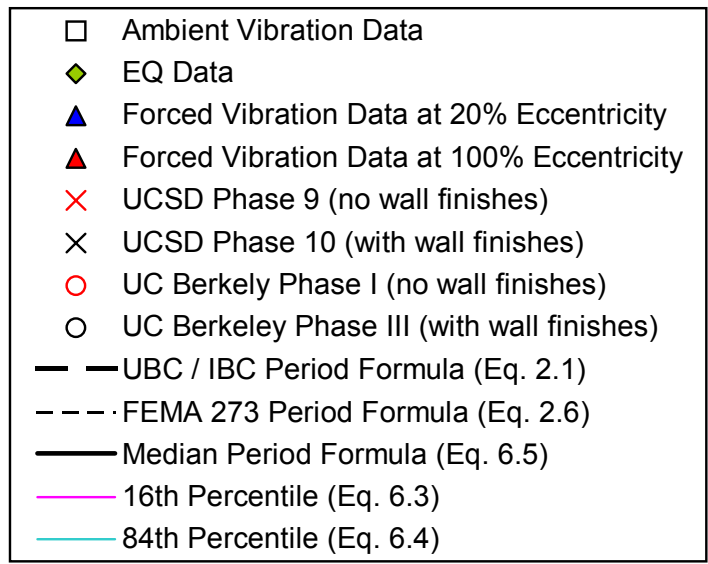 Ambient Vibration Data
EQ Data
Forced Vibration Data at 20% Eccentricity
Forced Vibration Data at 100% Eccentricity
UCSD Phase 9 (no wall finishes)
UCSD Phase 10 (with wall finishes)
UC Berkely Phase I (no wall finishes)
UC Berkeley Phase III (with wall finishes)
UBC / IBC Period Formula (Eq. 2.1)
FEMA 273 Period Formula (Eq. 2.6)
Median Period Formula (Eq. 6.5)
16th Percentile (Eq. 6.3)
84th Percentile (Eq. 6.4)